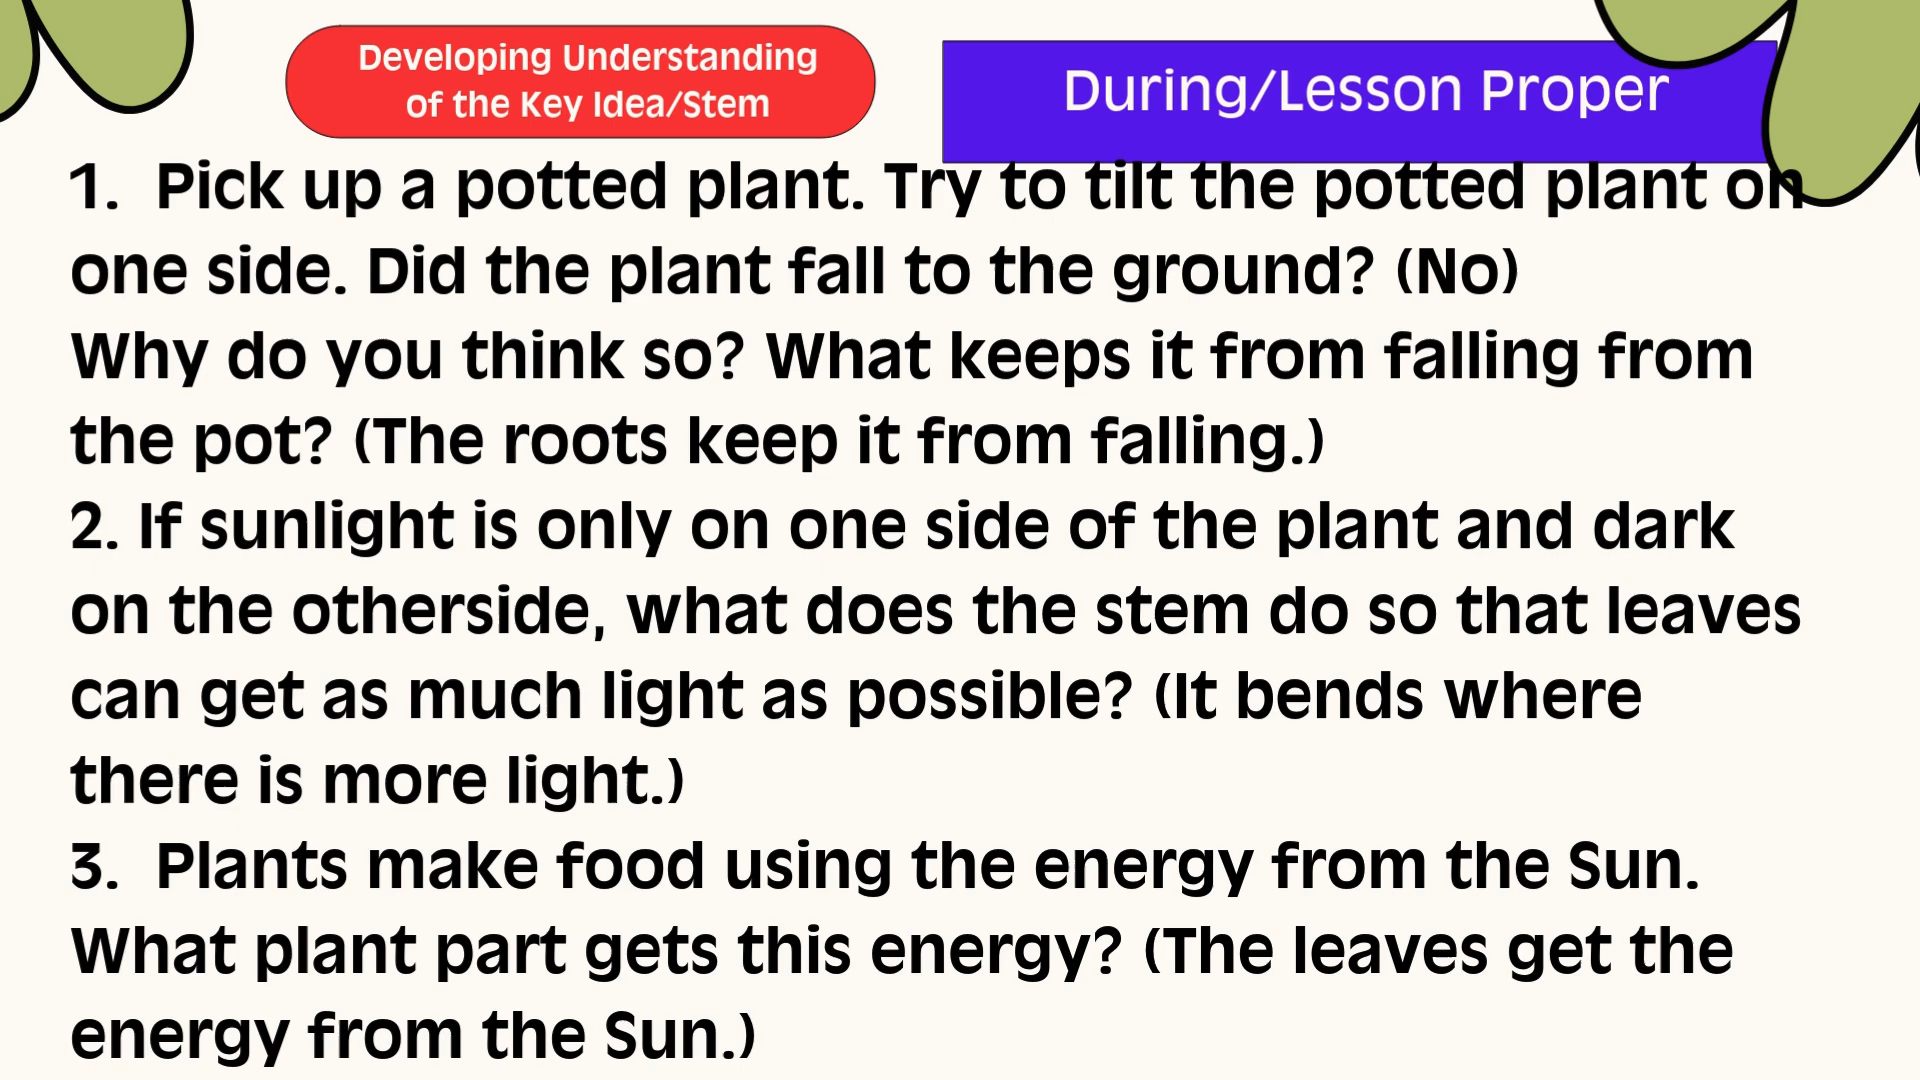 Developing Understanding
of the Key Idea/Stem
During/Lesson Proper
1. Pick up a potted plant. Try to tilt the potted plant on
one side. Did the plant fall to the ground? (No)
Why do you think so? What keeps it from falling from
the pot? (The roots keep it from falling.)
2. If sunlight is only on one side of the plant and dark
on the otherside, what does the stem do so that leaves
can get as much light as possible? (It bends where
there is more light.)
3. Plants make food using the energy from the Sun.
What plant part gets this energy? (The leaves get the
energy from the Sun.)